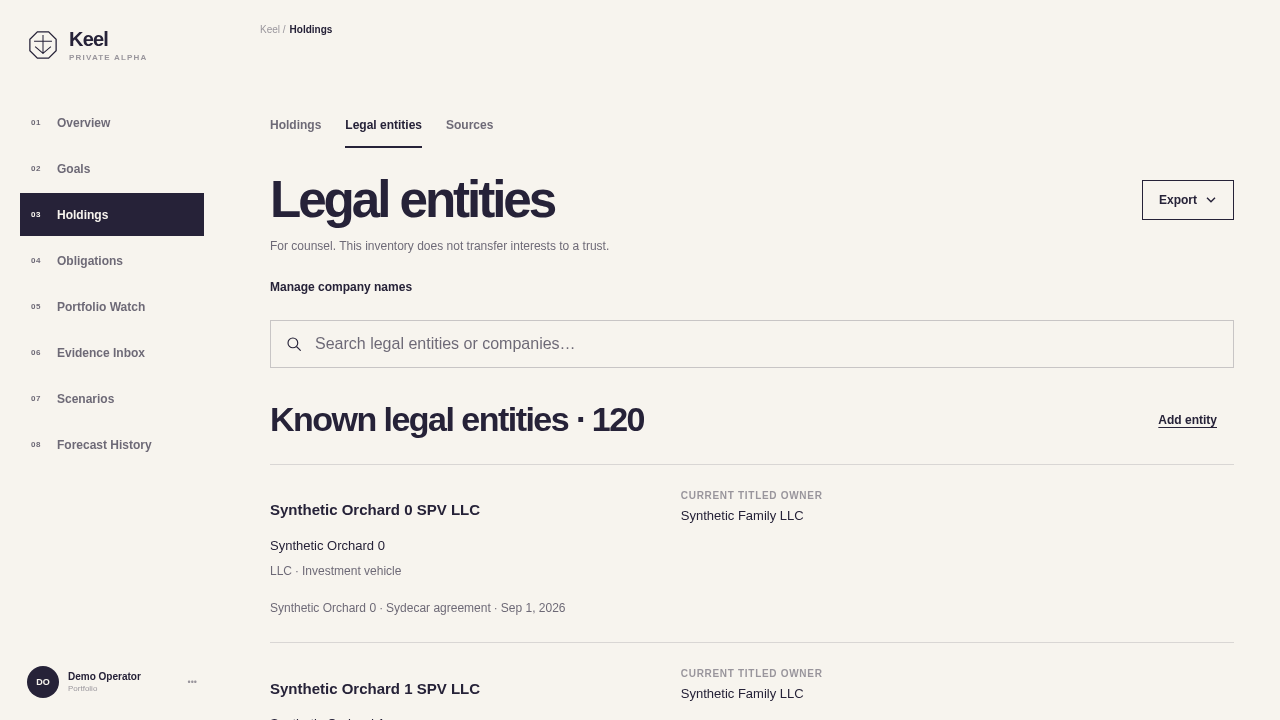 Keel
PRIVATE ALPHA
Keel / Holdings
01 Overview
02 Goals
03 Holdings
04 Obligations
05 Portfolio Watch
06 Evidence Inbox
07 Scenarios
08 Forecast History
DO
Demo Operator
Portfolio
•••
Holdings Legal entities Sources
Legal entities
Export
For counsel. This inventory does not transfer interests to a trust.
Manage company names
Search legal entities or companies…
Known legal entities · 120
Add entity
Synthetic Orchard 0 SPV LLC
CURRENT TITLED OWNER
Synthetic Family LLC
Synthetic Orchard 0
LLC · Investment vehicle
Synthetic Orchard 0 · Sydecar agreement · Sep 1, 2026
Synthetic Orchard 1 SPV LLC
CURRENT TITLED OWNER
Synthetic Family LLC